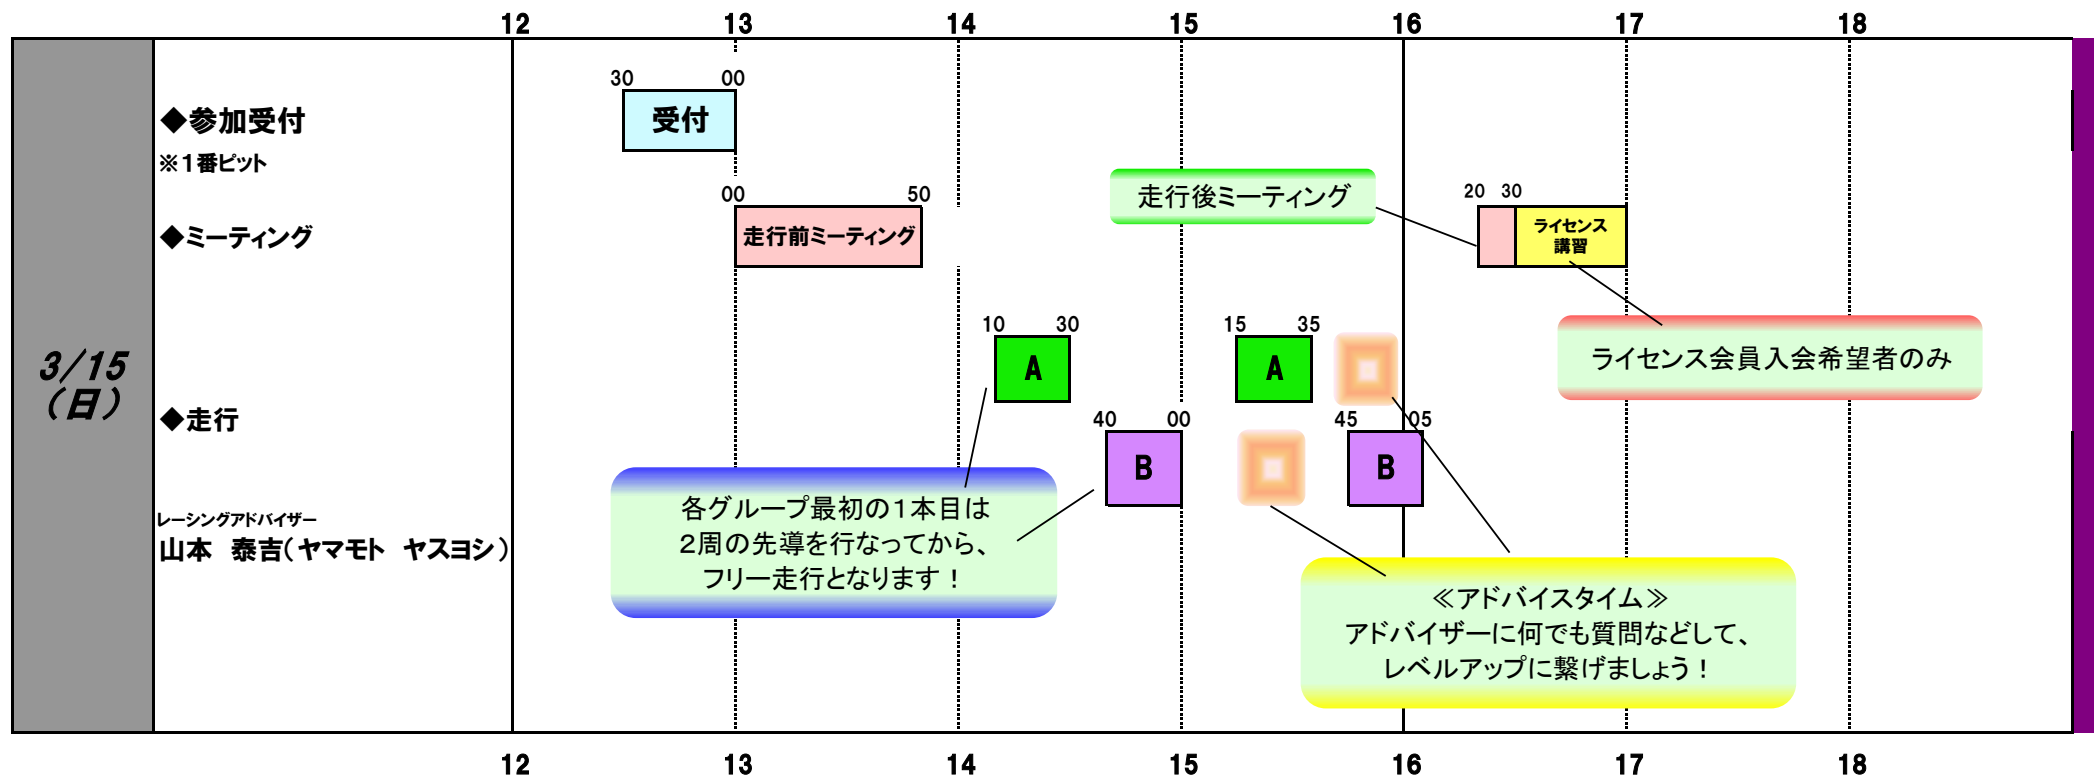 12 13 14 15 16 17 18
30 00
◆参加受付
受付
※1番ピット
走行後ミーティング
00 50
20 30
◆ミーティング
走行前ミーティング
ライセンス
講習
10 30
15 35
ライセンス会員入会希望者のみ
3/15
(日)
A
A
◆走行
40 00
45 05
B
B
各グループ最初の1本目は
2周の先導を行なってから、
フリー走行となります!
レーシングアドバイザー
山本 泰吉(ヤマモト ヤスヨシ)
≪アドバイスタイム≫
アドバイザーに何でも質問などして、
レベルアップに繋げましょう!
12 13 14 15 16 17 18